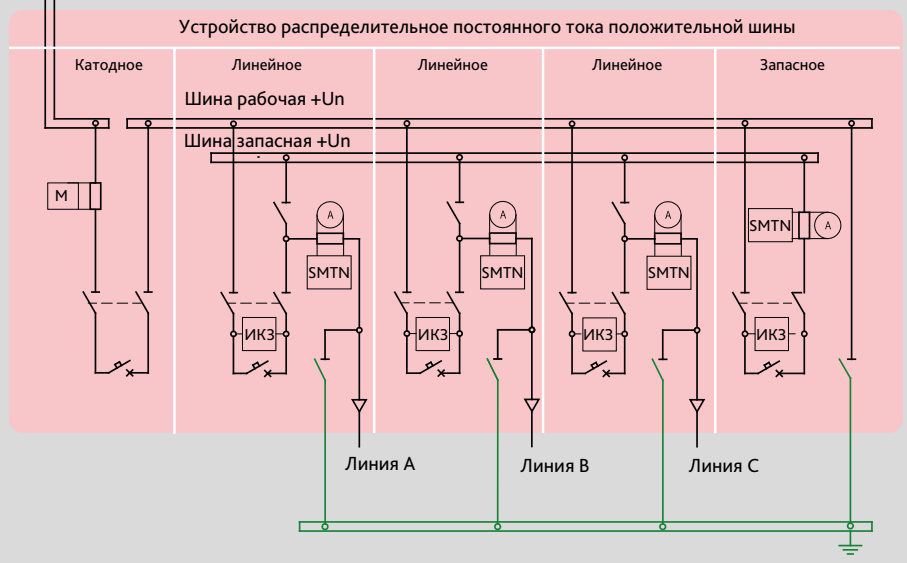 Устройство распределительное постоянного тока положительной шины
Катодное
Линейное
Линейное
Линейное
Запасное
Шина рабочая +Un
Шина запасная +Un
М
A
A
A
SMTN
A
SMTN
SMTN
SMTN
ИКЗ
ИКЗ
ИКЗ
ИКЗ
Линия А
Линия В
Линия С